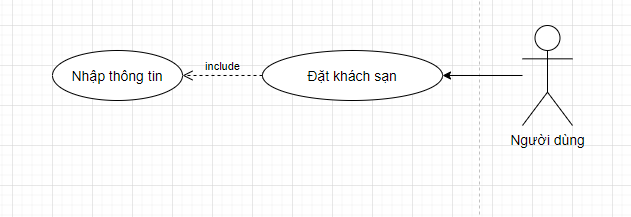 Nhập thông tin
include
Đặt khách sạn
Người dùng